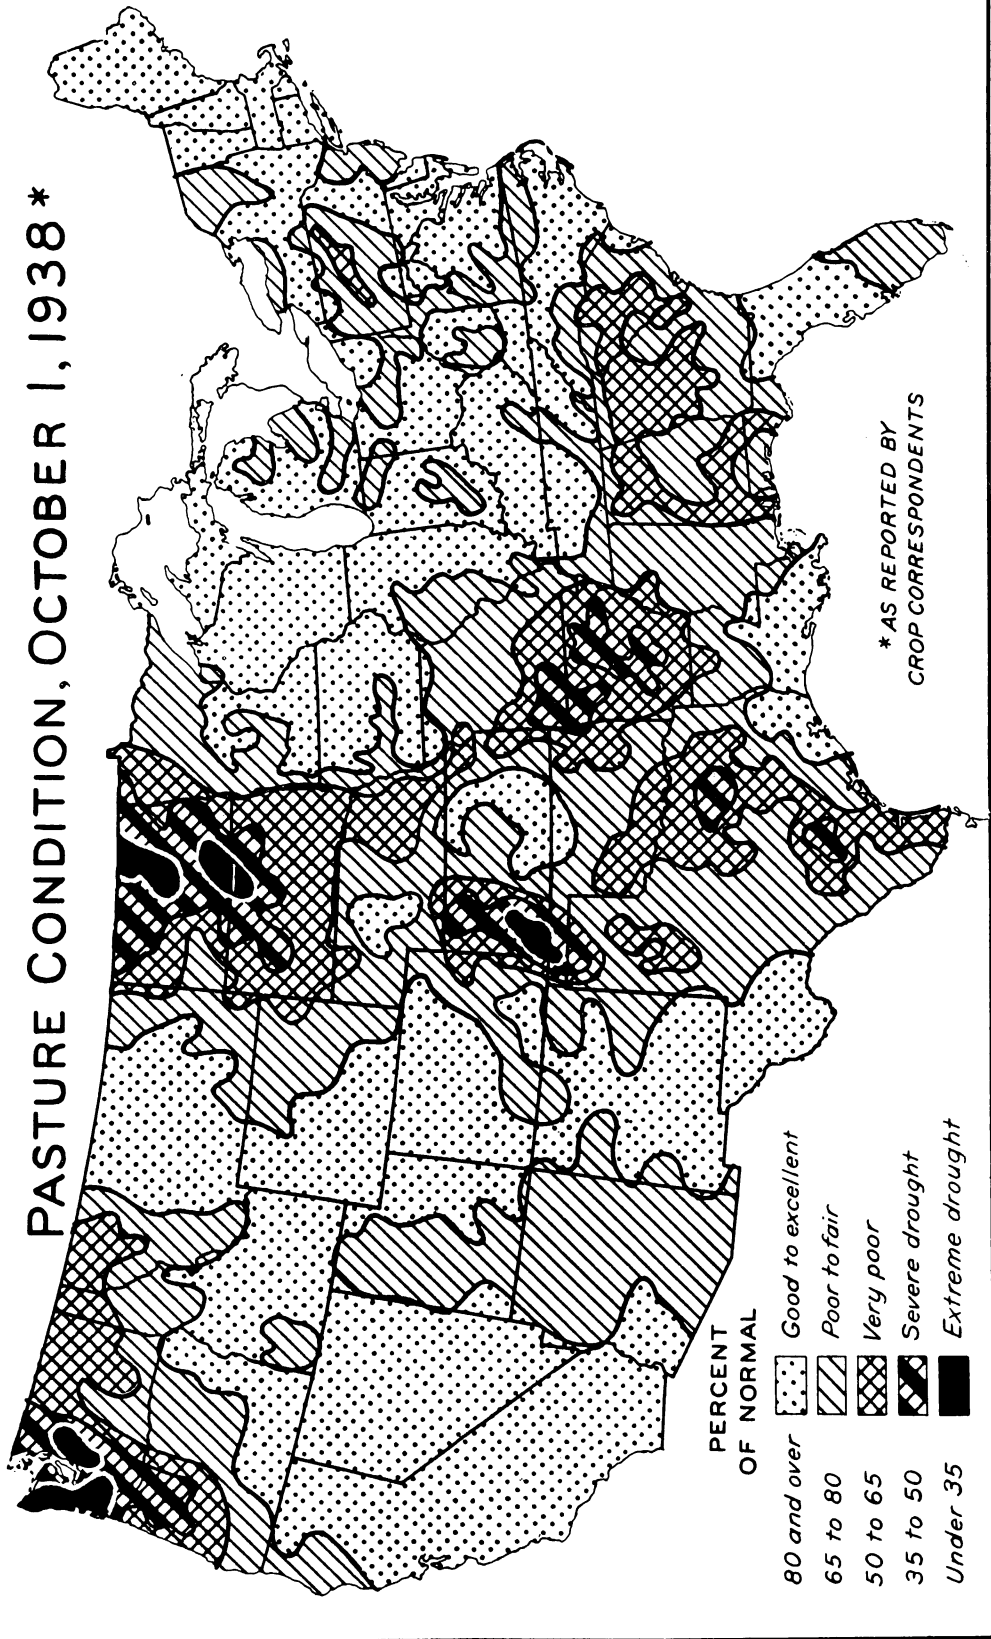 PASTURE CONDITION, OCTOBER 1, 1938*
PERCENT
OF NORMAL
80 and over Good to excellent
65 to 80 Poor to fair
50 to 65 Very poor
35 to 50 Severe drought
Under 35 Extreme drought
* AS REPORTED BY
CROP CORRESPONDENTS